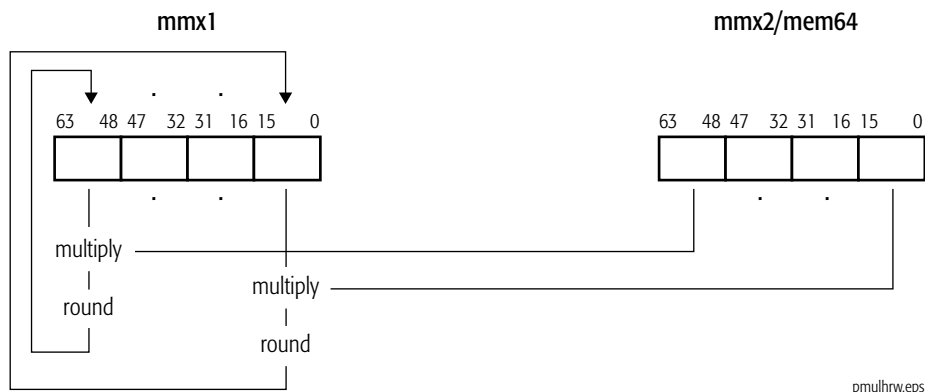 mmx1 mmx2/mem64
63 48 47 32 31 16 15 0 63 48 47 32 31 16 15 0
multiply
multiply
round
round
pmulhrw.eps